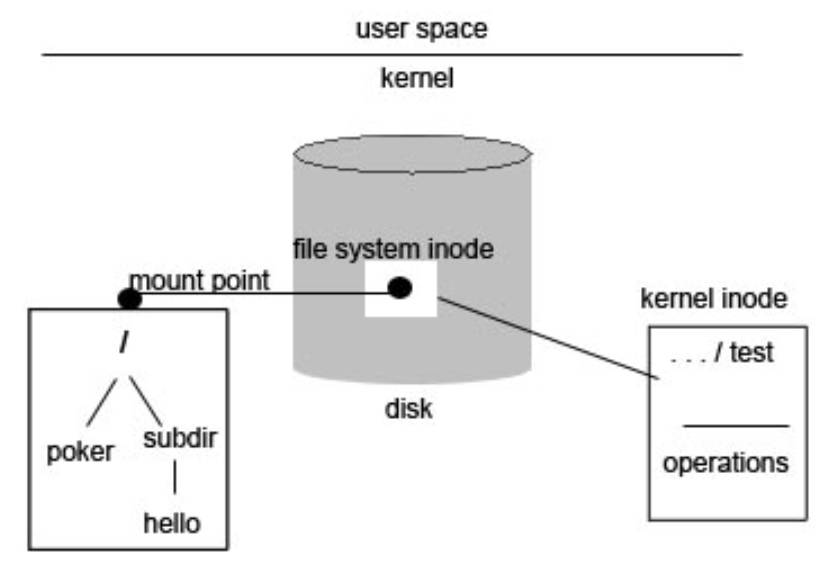 user space
kernel
file system inode
mount point
kernel inode
/
. . . / test
disk
poker
subdir
operations
hello